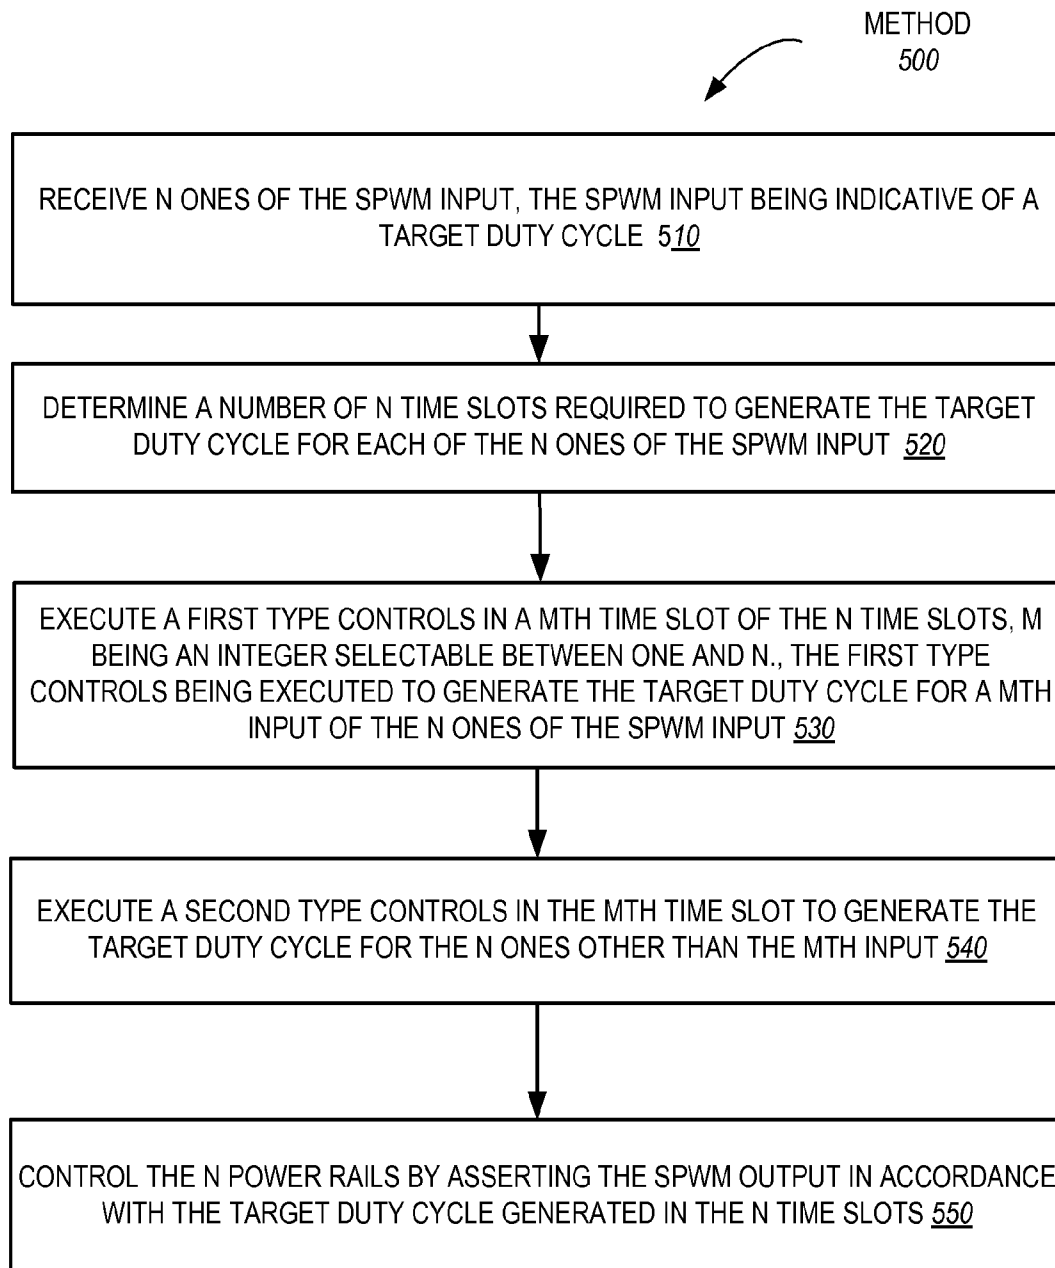 METHOD
500
RECEIVE N ONES OF THE SPWM INPUT, THE SPWM INPUT BEING INDICATIVE OF A
TARGET DUTY CYCLE 510
DETERMINE A NUMBER OF N TIME SLOTS REQUIRED TO GENERATE THE TARGET
DUTY CYCLE FOR EACH OF THE N ONES OF THE SPWM INPUT 520
EXECUTE A FIRST TYPE CONTROLS IN A MTH TIME SLOT OF THE N TIME SLOTS, M
BEING AN INTEGER SELECTABLE BETWEEN ONE AND N., THE FIRST TYPE
CONTROLS BEING EXECUTED TO GENERATE THE TARGET DUTY CYCLE FOR A MTH
INPUT OF THE N ONES OF THE SPWM INPUT 530
EXECUTE A SECOND TYPE CONTROLS IN THE MTH TIME SLOT TO GENERATE THE
TARGET DUTY CYCLE FOR THE N ONES OTHER THAN THE MTH INPUT 540
CONTROL THE N POWER RAILS BY ASSERTING THE SPWM OUTPUT IN ACCORDANCE
WITH THE TARGET DUTY CYCLE GENERATED IN THE N TIME SLOTS 550